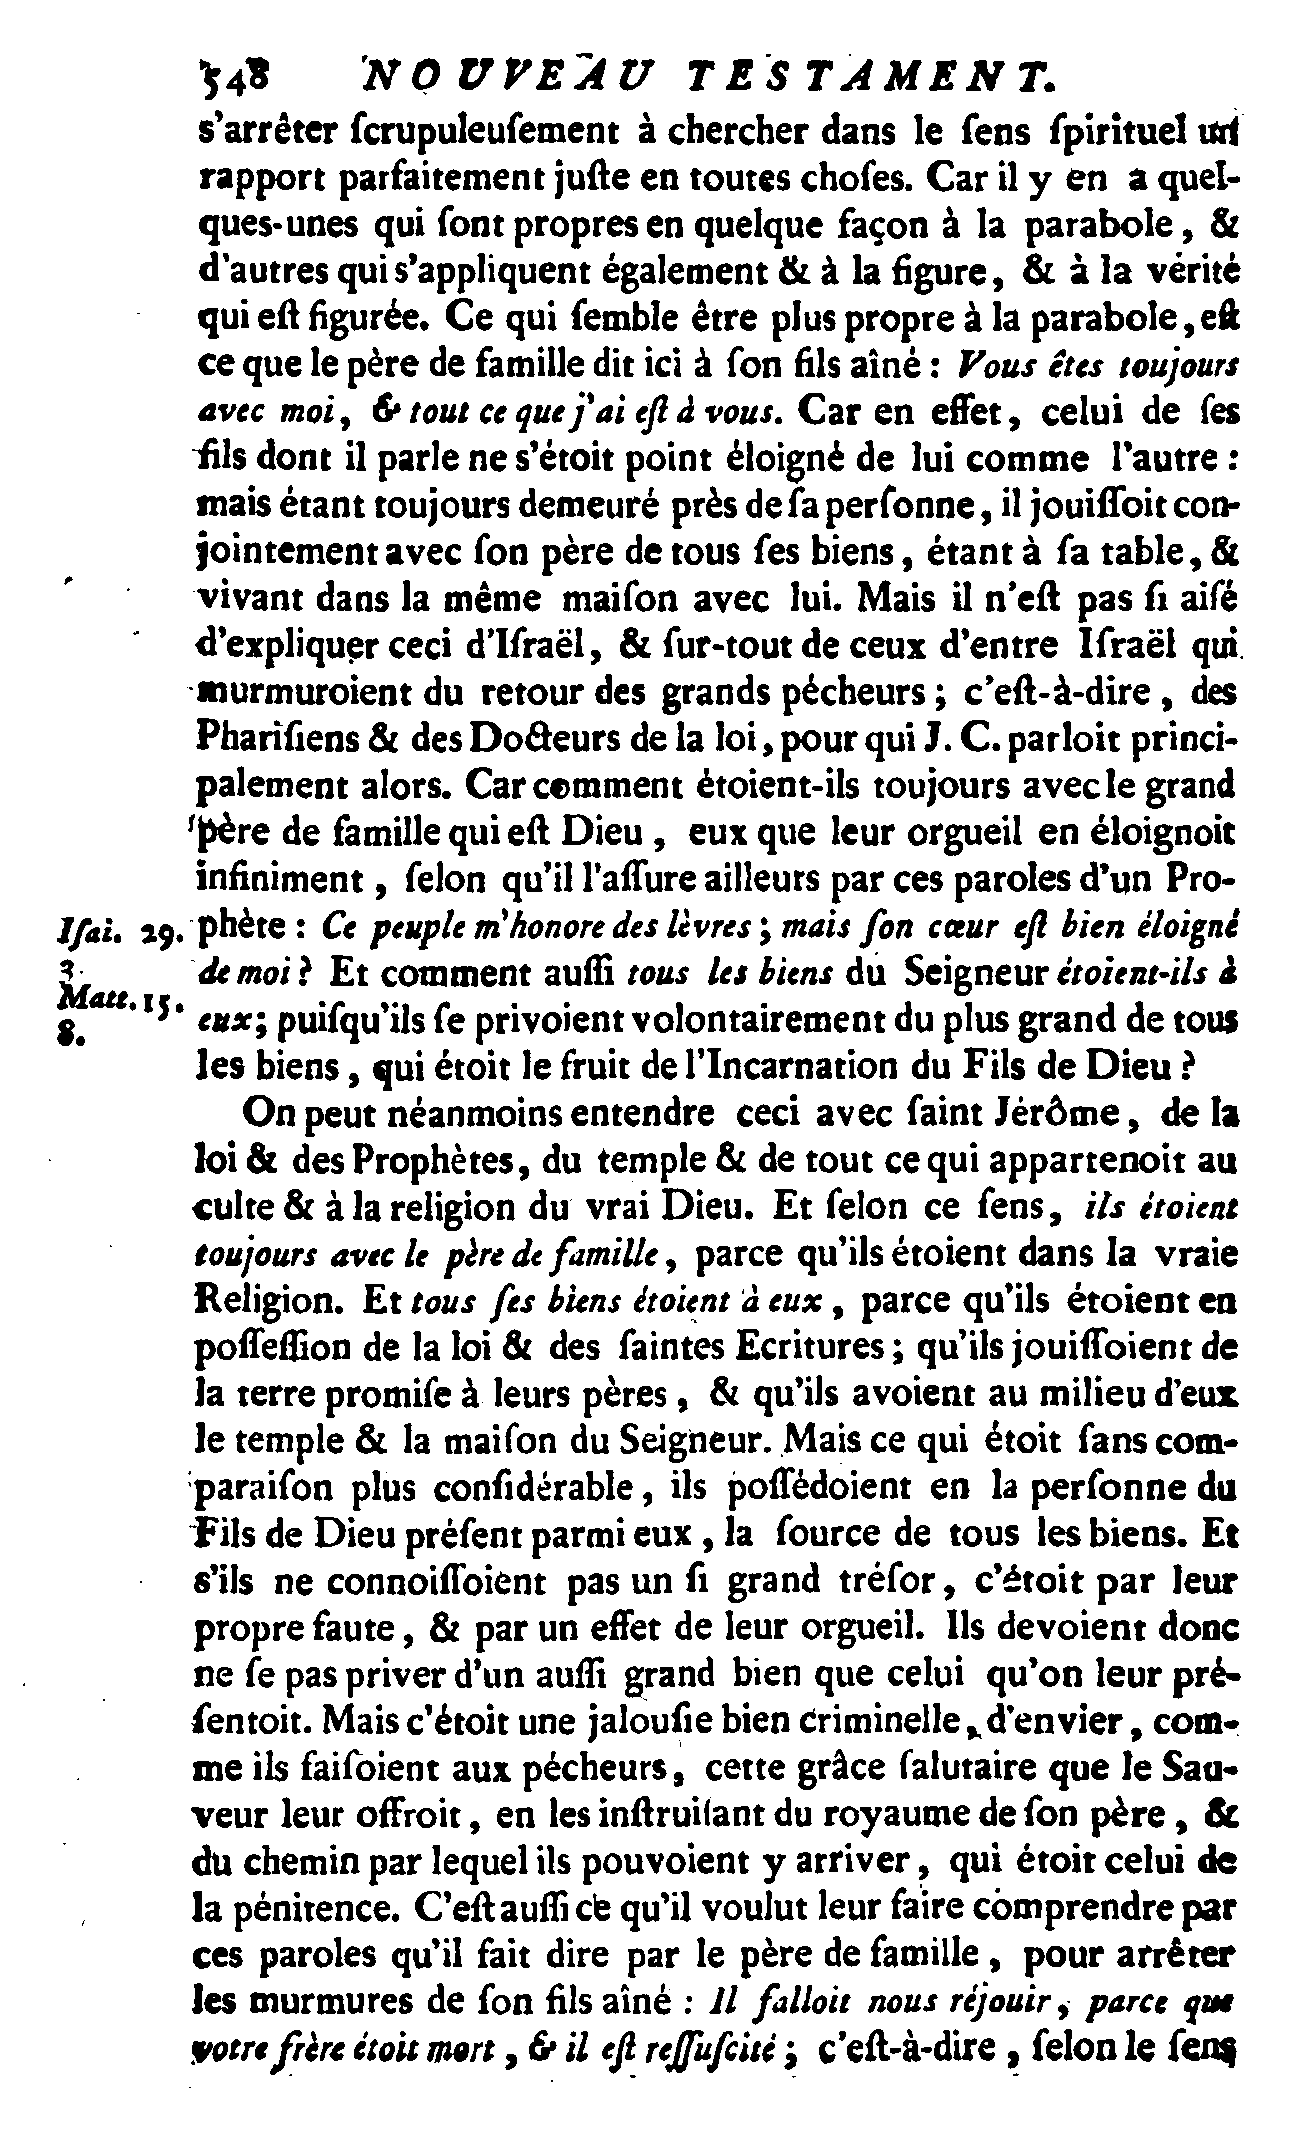 548 NOUVEAU TESTAMENT.
s'arrêter ſcrupuleuſement à chercher dans le ſens ſpirituel un
rapport parfaitement juſte en toutes choſes. Car il y en a quel-
ques-unes qui ſont propres en quelque façon à la parabole, &
d'autres qui s'appliquent également & à la figure, & à la vérité
qui eſt figurée. Ce qui ſemble être plus propre à la parabole, eſt
ce que le père de famille dit ici à ſon fils aîné : Vous êtes toujours
avec moi, & tout ce que j'ai eſt à vous. Car en effet, celui de ſes
fils dont il parle ne s'étoit point éloigné de lui comme l'autre :
mais étant toujours demeuré près de ſa perſonne, il jouiſſoit con-
jointement avec ſon père de tous ſes biens, étant à ſa table, &
vivant dans la même maiſon avec lui. Mais il n'eſt pas ſi aiſé
d'expliquer ceci d'Iſraël, & ſur-tout de ceux d'entre Iſraël qui
murmuroient du retour des grands pécheurs ; c'eſt-à-dire, des
Phariſiens & des Docteurs de la loi, pour qui J. C. parloit princi-
palement alors. Car comment étoient-ils toujours avec le grand
père de famille qui eſt Dieu, eux que leur orgueil en éloignoit
infiniment, ſelon qu'il l'aſſure ailleurs par ces paroles d'un Pro-
Iſai. 29. phète : Ce peuple m'honore des lèvres ; mais ſon cœur eſt bien éloigné
3. de moi ? Et comment auſſi tous les biens du Seigneur étoient-ils à
Matt. 15.
8. eux ; puiſqu'ils ſe privoient volontairement du plus grand de tous
les biens, qui étoit le fruit de l'Incarnation du Fils de Dieu ?
On peut néanmoins entendre ceci avec ſaint Jérôme, de la
loi & des Prophètes, du temple & de tout ce qui appartenoit au
culte & à la religion du vrai Dieu. Et ſelon ce ſens, ils étoient
toujours avec le père de famille, parce qu'ils étoient dans la vraie
Religion. Et tous ſes biens étoient à eux, parce qu'ils étoient en
poſſeſſion de la loi & des ſaintes Ecritures ; qu'ils jouiſſoient de
la terre promiſe à leurs pères, & qu'ils avoient au milieu d'eux
le temple & la maiſon du Seigneur. Mais ce qui étoit ſans com-
paraiſon plus conſidérable, ils poſſédoient en la perſonne du
Fils de Dieu préſent parmi eux, la ſource de tous les biens. Et
s'ils ne connoiſſoient pas un ſi grand tréſor, c'étoit par leur
propre faute, & par un effet de leur orgueil. Ils devoient donc
ne ſe pas priver d'un auſſi grand bien que celui qu'on leur pré-
ſentoit. Mais c'étoit une jalouſie bien criminelle, d'envier, com-
me ils faiſoient aux pécheurs, cette grâce ſalutaire que le Sau-
veur leur offroit, en les inſtruiſant du royaume de ſon père, &
du chemin par lequel ils pouvoient y arriver, qui étoit celui de
la pénitence. C'eſt auſſi ce qu'il voulut leur faire comprendre par
ces paroles qu'il fait dire par le père de famille, pour arrêter
les murmures de ſon fils aîné : Il falloit nous réjouir, parce que
votre frère étoit mort, & il eſt reſſuſcité ; c'eſt-à-dire, ſelon le ſens